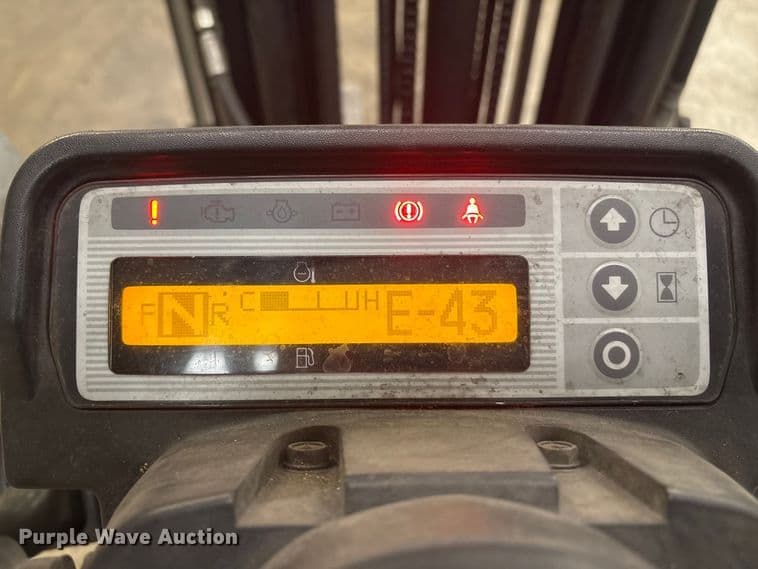 F N R C H E-43
Purple Wave Auction